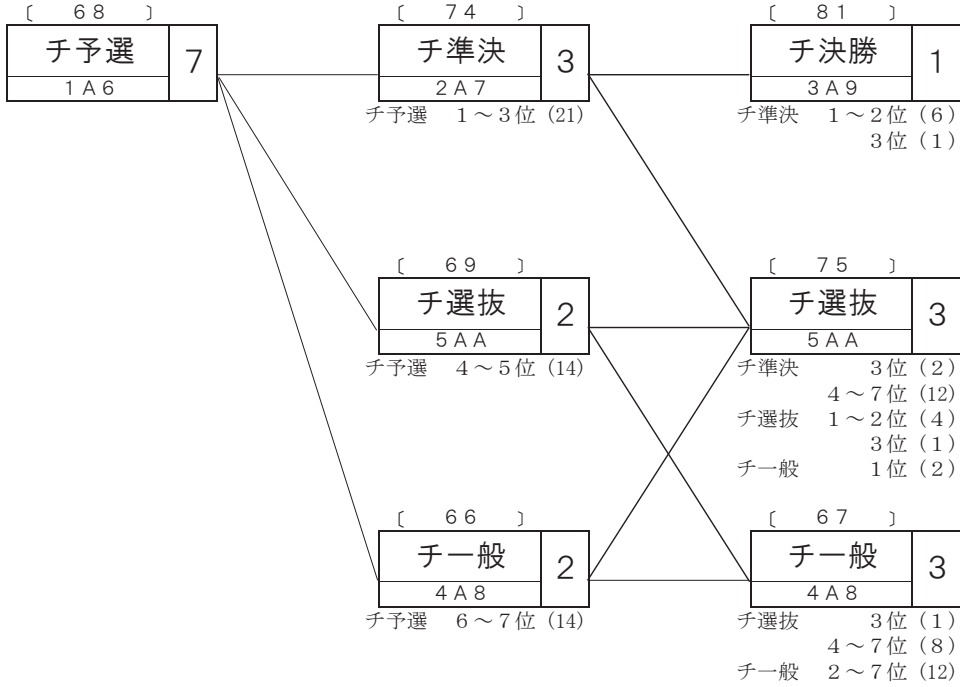 〔 68 〕
チ予選 7
1A6
〔 74 〕
チ準決 3
2A7
チ予選 1～3位 (21)
〔 81 〕
チ決勝 1
3A9
チ準決 1～2位 (6)
3位 (1)
〔 69 〕
チ選抜 2
5AA
チ予選 4～5位 (14)
〔 75 〕
チ選抜 3
5AA
チ準決 3位 (2)
4～7位 (12)
チ選抜 1～2位 (4)
3位 (1)
チ一般 1位 (2)
〔 66 〕
チ一般 2
4A8
チ予選 6～7位 (14)
〔 67 〕
チ一般 3
4A8
チ選抜 3位 (1)
4～7位 (8)
チ一般 2～7位 (12)